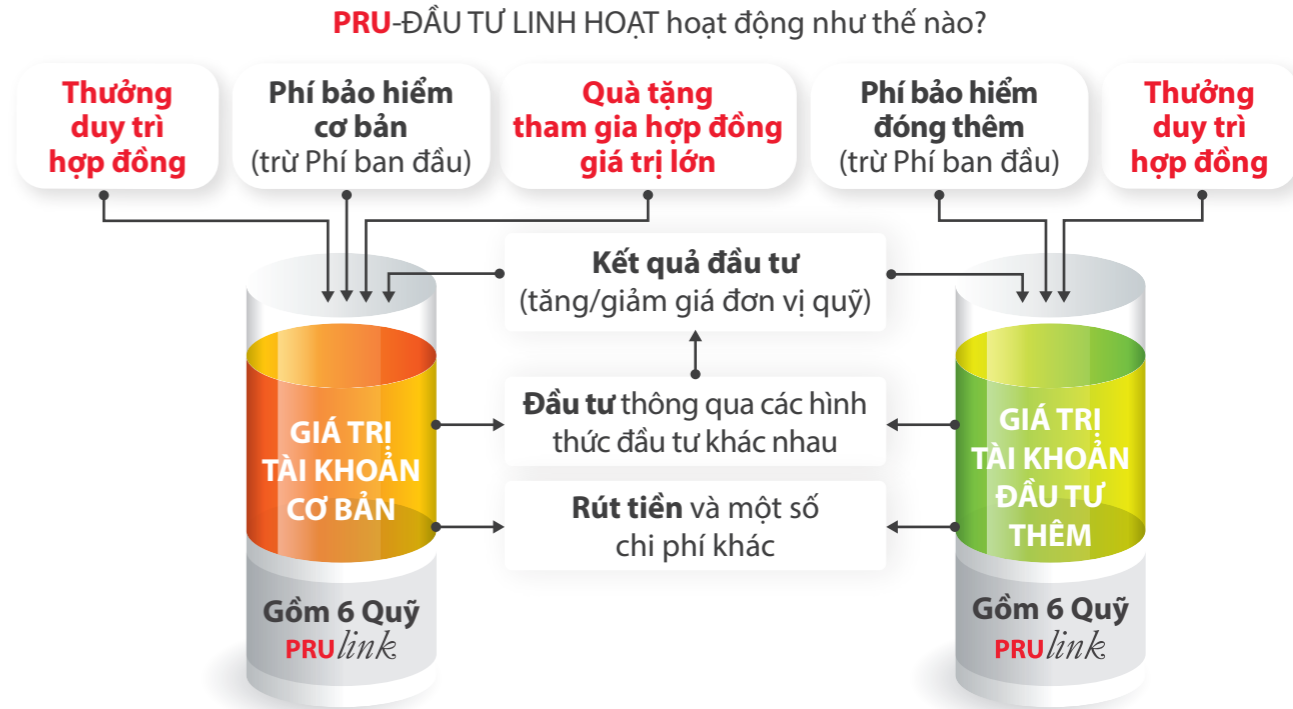 PRU-ĐẦU TƯ LINH HOẠT hoạt động như thế nào?
Thưởng
duy trì
hợp đồng
Phí bảo hiểm
cơ bản
(trừ Phí ban đầu)
Quà tặng
tham gia hợp đồng
giá trị lớn
Phí bảo hiểm
đóng thêm
(trừ Phí ban đầu)
Thưởng
duy trì
hợp đồng
Kết quả đầu tư
(tăng/giảm giá đơn vị quỹ)
Đầu tư thông qua các hình
thức đầu tư khác nhau
Rút tiền và một số
chi phí khác
GIÁ TRỊ
TÀI KHOẢN
CƠ BẢN
Gồm 6 Quỹ
PRUlink
GIÁ TRỊ
TÀI KHOẢN
ĐẦU TƯ
THÊM
Gồm 6 Quỹ
PRUlink